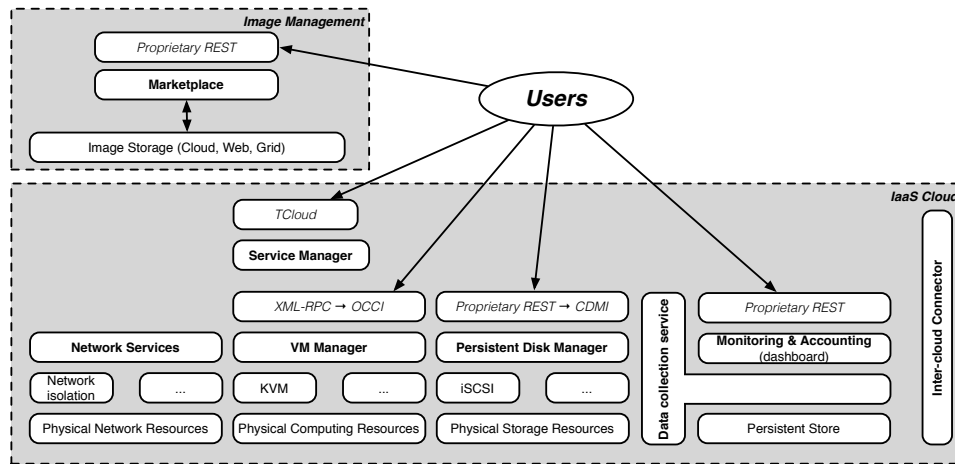 Image Management
Proprietary REST
Marketplace
Image Storage (Cloud, Web, Grid)
Users
IaaS Cloud
TCloud
Service Manager
XML-RPC → OCCI
Proprietary REST → CDMI
Proprietary REST
Network Services
VM Manager
Persistent Disk Manager
Monitoring & Accounting
(dashboard)
Network
isolation
...
KVM
...
iSCSI
...
Physical Network Resources
Physical Computing Resources
Physical Storage Resources
Data collection service
Persistent Store
Inter-cloud Connector